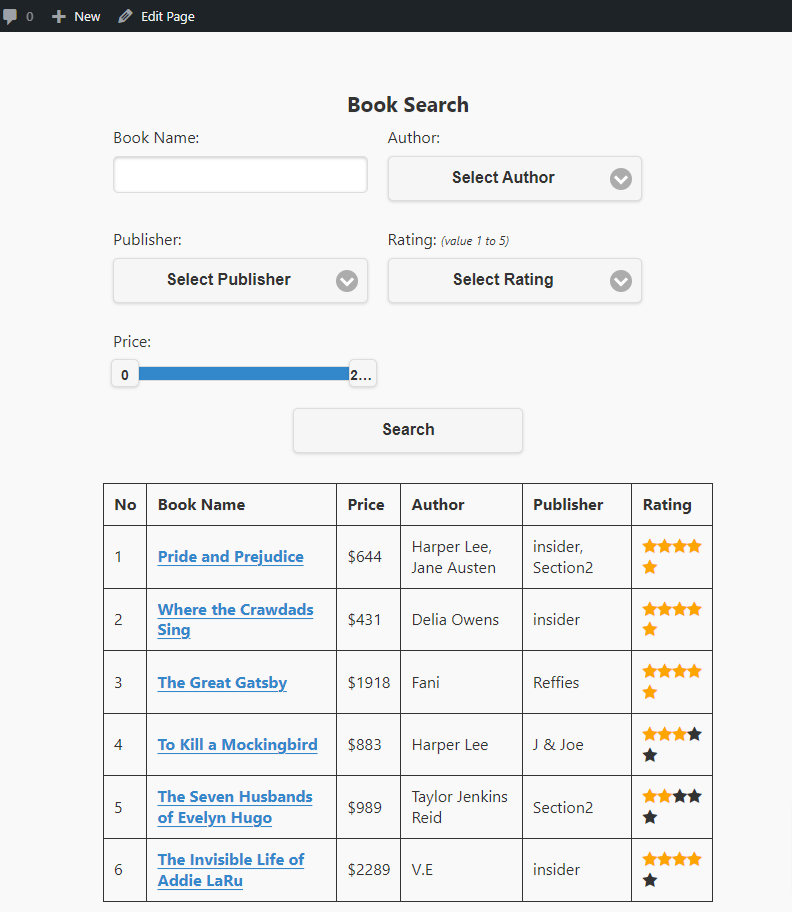 0 New Edit Page
Book Search
Book Name: Author:
Select Author
Publisher: Rating: (value 1 to 5)
Select Publisher Select Rating
Price:
0 2...
Search
No Book Name Price Author Publisher Rating
1 Pride and Prejudice $644 Harper Lee, Jane Austen insider, Section2
2 Where the Crawdads Sing $431 Delia Owens insider
3 The Great Gatsby $1918 Fani Reffies
4 To Kill a Mockingbird $883 Harper Lee J & Joe
5 The Seven Husbands of Evelyn Hugo $989 Taylor Jenkins Reid Section2
6 The Invisible Life of Addie LaRu $2289 V.E insider